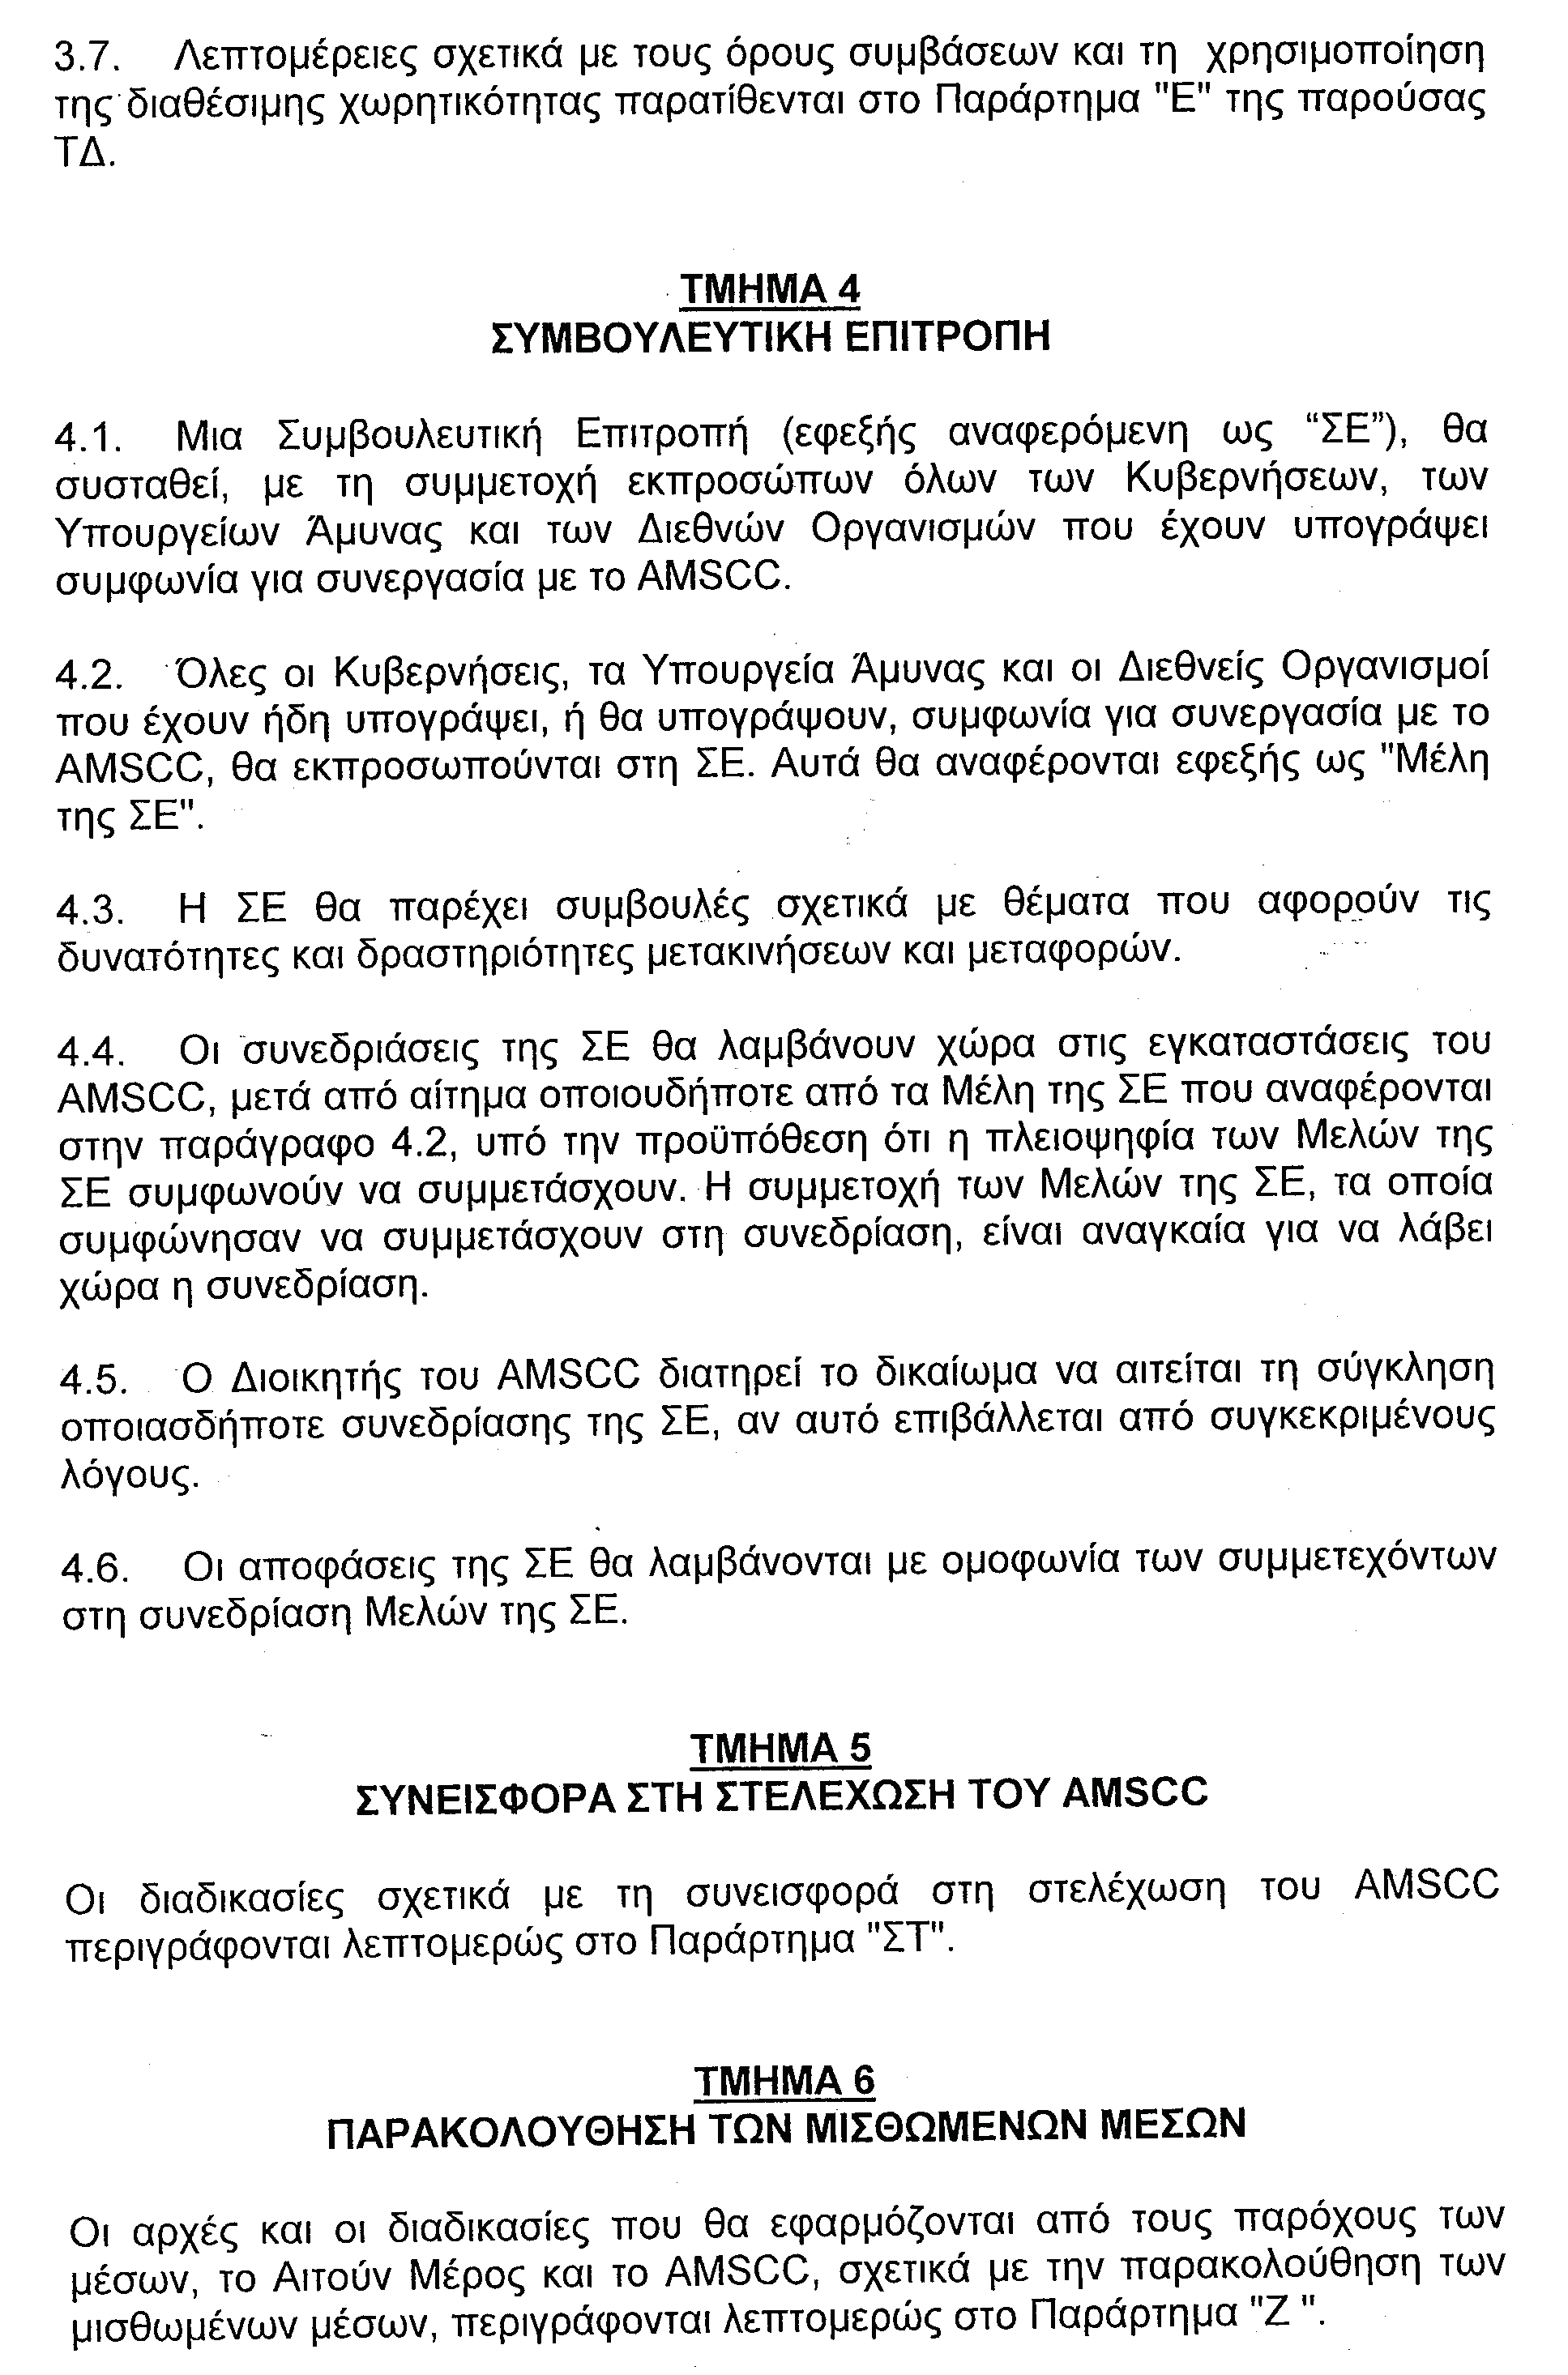 3.7. Λεπτομέρειες σχετικά με τους όρους συμβάσεων και τη χρησιμοποίηση
της διαθέσιμης χωρητικότητας παρατίθενται στο Παράρτημα "Ε" της παρούσας
ΤΔ.
ΤΜΗΜΑ 4
ΣΥΜΒΟΥΛΕΥΤΙΚΗ ΕΠΙΤΡΟΠΗ
4.1. Μια Συμβουλευτική Επιτροπή (εφεξής αναφερόμενη ως “ΣΕ”), θα
συσταθεί, με τη συμμετοχή εκπροσώπων όλων των Κυβερνήσεων, των
Υπουργείων Άμυνας και των Διεθνών Οργανισμών που έχουν υπογράψει
συμφωνία για συνεργασία με το AMSCC.
4.2. Όλες οι Κυβερνήσεις, τα Υπουργεία Άμυνας και οι Διεθνείς Οργανισμοί
που έχουν ήδη υπογράψει, ή θα υπογράψουν, συμφωνία για συνεργασία με το
AMSCC, θα εκπροσωπούνται στη ΣΕ. Αυτά θα αναφέρονται εφεξής ως "Μέλη
της ΣΕ".
4.3. Η ΣΕ θα παρέχει συμβουλές σχετικά με θέματα που αφορούν τις
δυνατότητες και δραστηριότητες μετακινήσεων και μεταφορών.
4.4. Οι συνεδριάσεις της ΣΕ θα λαμβάνουν χώρα στις εγκαταστάσεις του
AMSCC, μετά από αίτημα οποιουδήποτε από τα Μέλη της ΣΕ που αναφέρονται
στην παράγραφο 4.2, υπό την προϋπόθεση ότι η πλειοψηφία των Μελών της
ΣΕ συμφωνούν να συμμετάσχουν. Η συμμετοχή των Μελών της ΣΕ, τα οποία
συμφώνησαν να συμμετάσχουν στη συνεδρίαση, είναι αναγκαία για να λάβει
χώρα η συνεδρίαση.
4.5. Ο Διοικητής του AMSCC διατηρεί το δικαίωμα να αιτείται τη σύγκληση
οποιασδήποτε συνεδρίασης της ΣΕ, αν αυτό επιβάλλεται από συγκεκριμένους
λόγους.
4.6. Οι αποφάσεις της ΣΕ θα λαμβάνονται με ομοφωνία των συμμετεχόντων
στη συνεδρίαση Μελών της ΣΕ.
ΤΜΗΜΑ 5
ΣΥΝΕΙΣΦΟΡΑ ΣΤΗ ΣΤΕΛΕΧΩΣΗ ΤΟΥ AMSCC
Οι διαδικασίες σχετικά με τη συνεισφορά στη στελέχωση του AMSCC
περιγράφονται λεπτομερώς στο Παράρτημα "ΣΤ".
ΤΜΗΜΑ 6
ΠΑΡΑΚΟΛΟΥΘΗΣΗ ΤΩΝ ΜΙΣΘΩΜΕΝΩΝ ΜΕΣΩΝ
Οι αρχές και οι διαδικασίες που θα εφαρμόζονται από τους παρόχους των
μέσων, το Αιτούν Μέρος και το AMSCC, σχετικά με την παρακολούθηση των
μισθωμένων μέσων, περιγράφονται λεπτομερώς στο Παράρτημα "Ζ ".